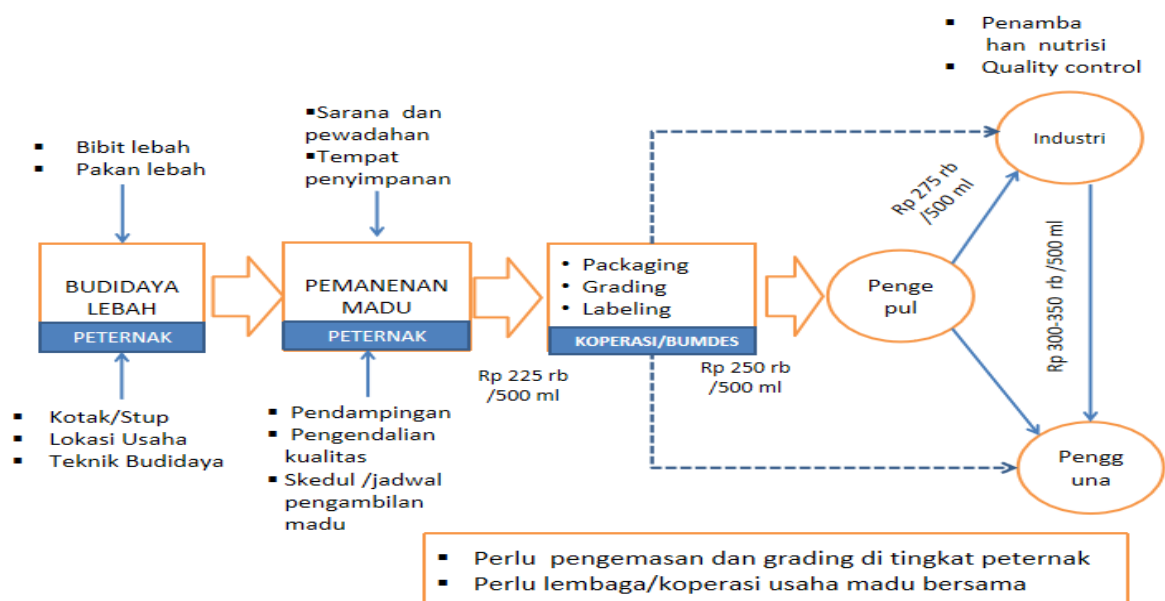 ▪ Penamba
han nutrisi
▪ Quality control
▪Sarana dan
pewadahan
▪Tempat
penyimpanan
▪ Bibit lebah
▪ Pakan lebah
Industri
Rp 275 rb
/500 ml
BUDIDAYA
LEBAH
PETERNAK
PEMANENAN
MADU
PETERNAK
• Packaging
• Grading
• Labeling
KOPERASI/BUMDES
Penge
pul
Rp 300-350 rb /500 ml
Rp 225 rb
/500 ml
Rp 250 rb
/500 ml
▪ Kotak/Stup
▪ Lokasi Usaha
▪ Teknik Budidaya
▪ Pendampingan
▪ Pengendalian
kualitas
▪ Skedul /jadwal
pengambilan
madu
Pengg
una
▪ Perlu pengemasan dan grading di tingkat peternak
▪ Perlu lembaga/koperasi usaha madu bersama